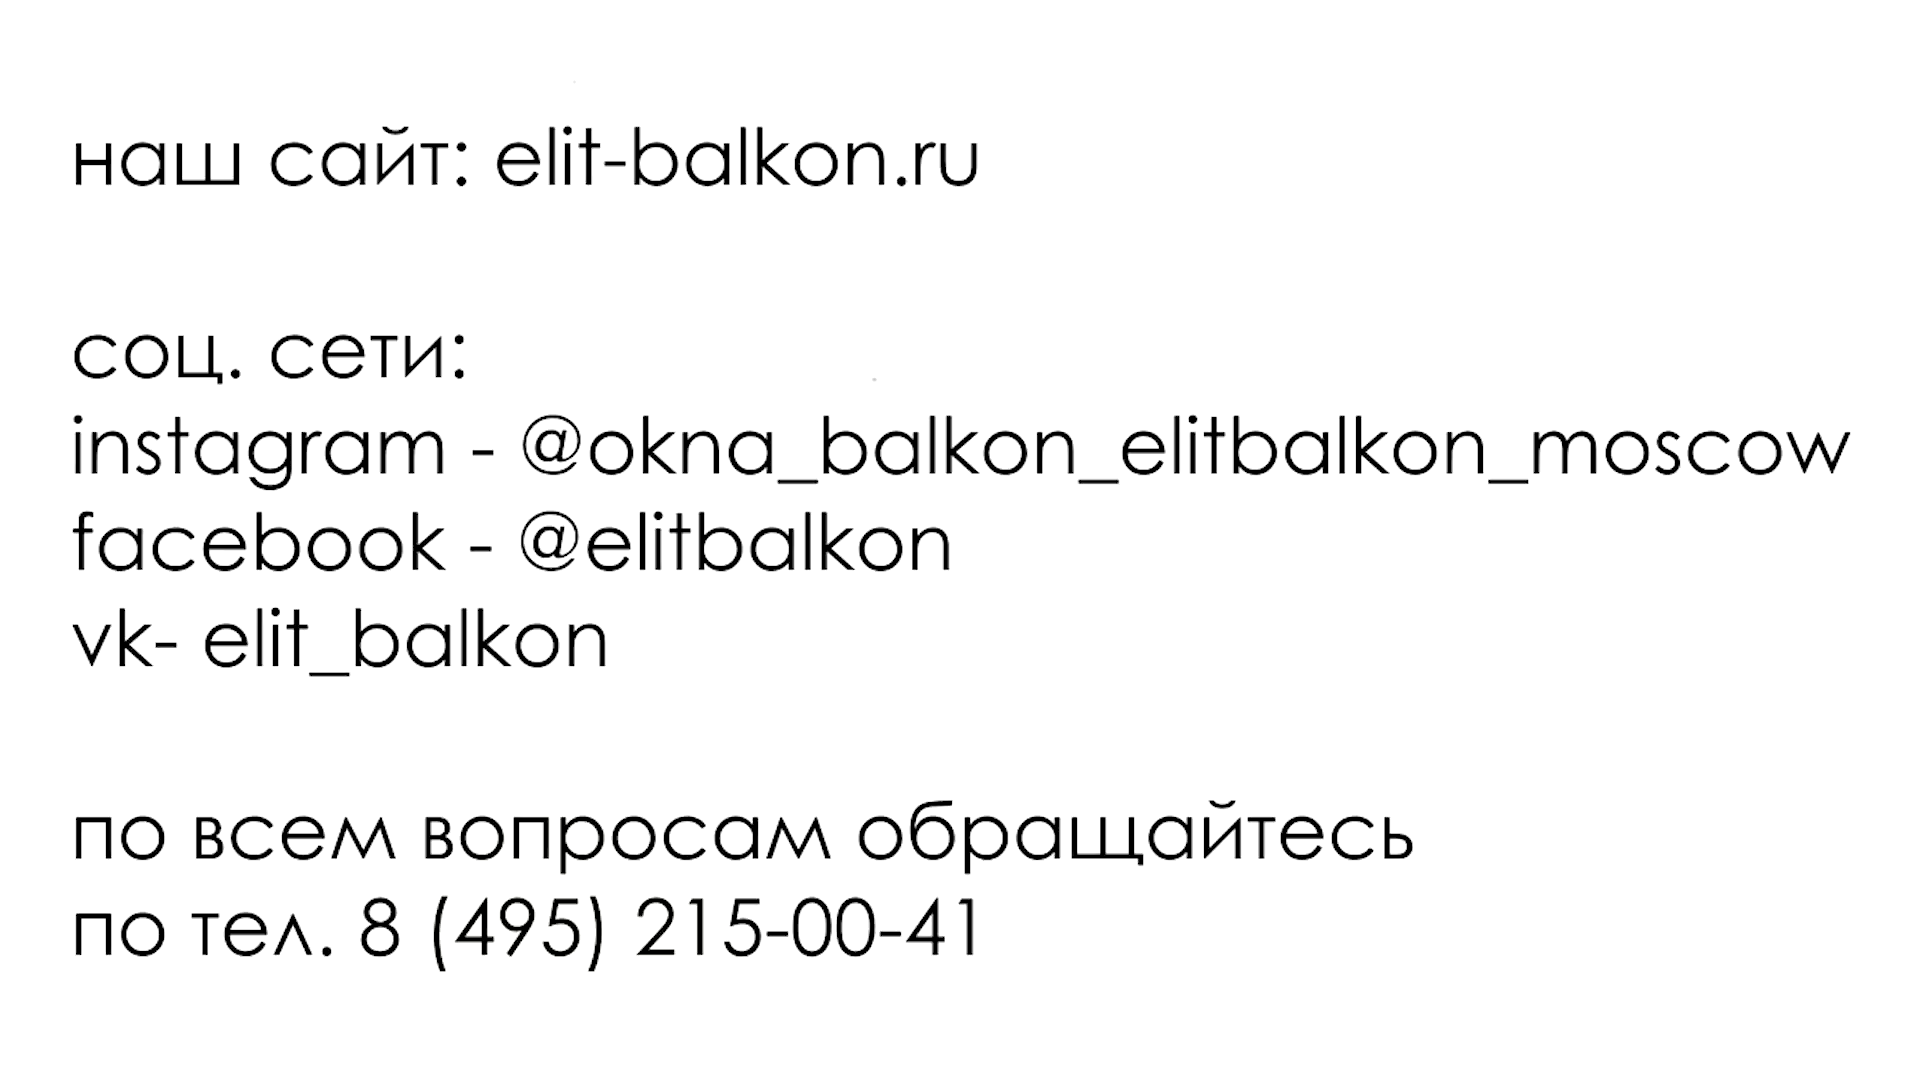 наш сайт: elit-balkon.ru
соц. сети:
instagram - @okna_balkon_elitbalkon_moscow
facebook - @elitbalkon
vk- elit_balkon
по всем вопросам обращайтесь
по тел. 8 (495) 215-00-41